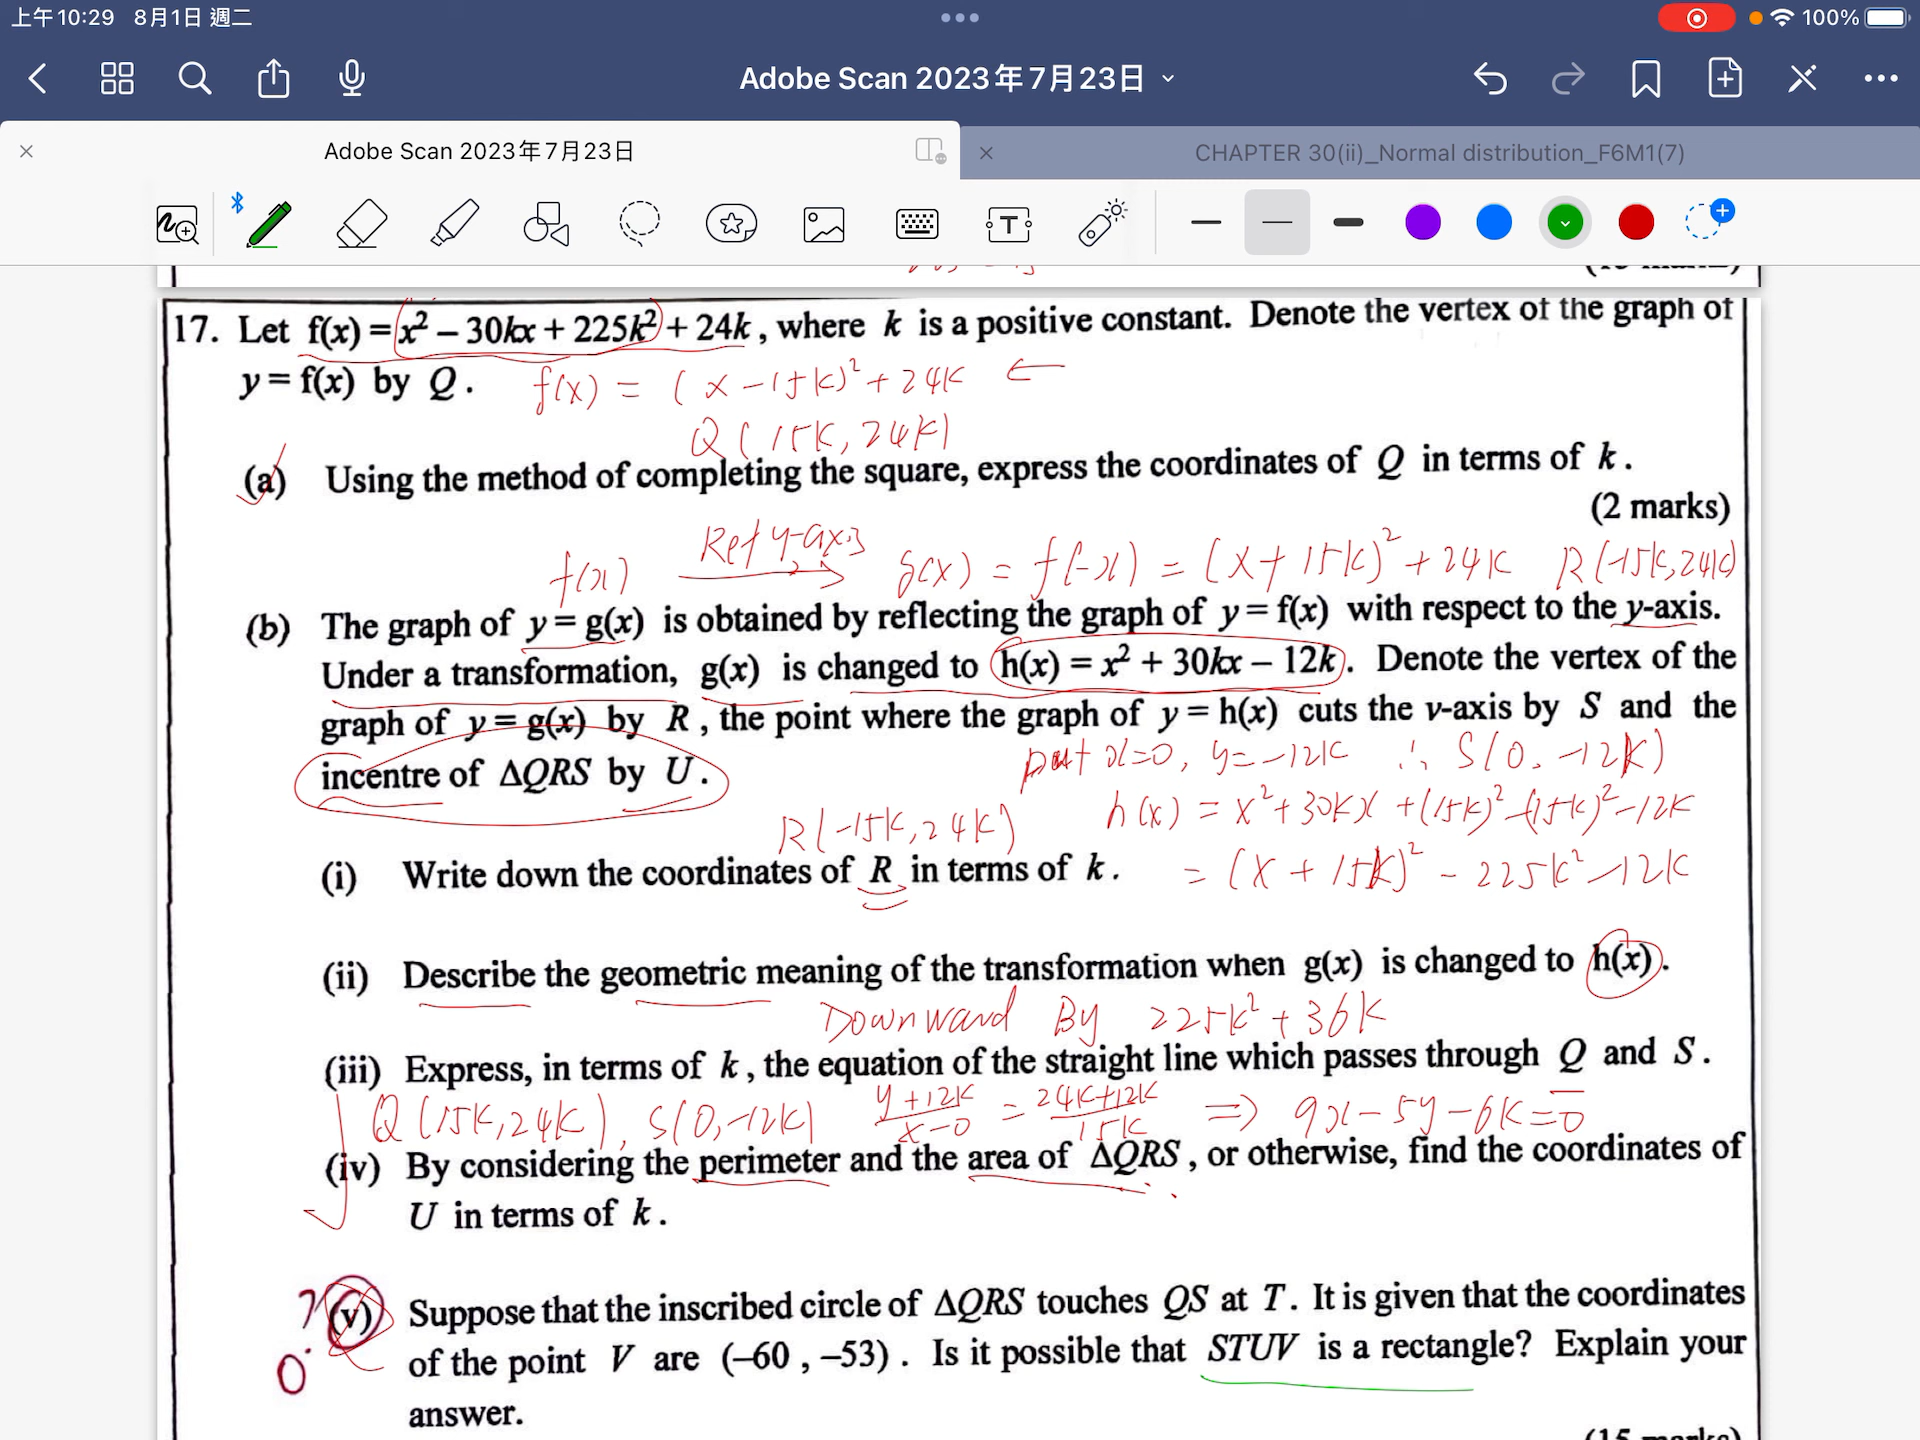 上午10:29 8月1日 週二
100%
Adobe Scan 2023年7月23日
Adobe Scan 2023年7月23日
CHAPTER 30(ii)_Normal distribution_F6M1(7)
17. Let f(x) = x² – 30kx + 225k² + 24k , where k is a positive constant. Denote the vertex of the graph of
y = f(x) by Q .
f(x) = (x-15k)²+24k ←
Q(15k, 24k)
(a) Using the method of completing the square, express the coordinates of Q in terms of k .
(2 marks)
f(x) Ref y-axis → g(x) = f(-x) = (x+15k)²+24k R(-15k,24k)
(b) The graph of y = g(x) is obtained by reflecting the graph of y = f(x) with respect to the y-axis.
Under a transformation, g(x) is changed to h(x) = x² + 30kx – 12k . Denote the vertex of the
graph of y = g(x) by R , the point where the graph of y = h(x) cuts the y-axis by S and the
incentre of ΔQRS by U .
put x=0, y=-12k ∴ S(0,-12k)
h(x) = x²+30kx+(15k)²-(15k)²-12k
R(-15k,24k)
(i) Write down the coordinates of R in terms of k .
= (x+15k)² - 225k²-12k
(ii) Describe the geometric meaning of the transformation when g(x) is changed to h(x) .
Downward By 225k²+36k
(iii) Express, in terms of k , the equation of the straight line which passes through Q and S .
Q(15k,24k), S(0,-12k) y+12k/x-0 = 24k+12k/15k ⇒ 9x-5y-6k=0
(iv) By considering the perimeter and the area of ΔQRS , or otherwise, find the coordinates of
U in terms of k .
(v) Suppose that the inscribed circle of ΔQRS touches QS at T . It is given that the coordinates
of the point V are (–60 , –53) . Is it possible that STUV is a rectangle? Explain your
answer.